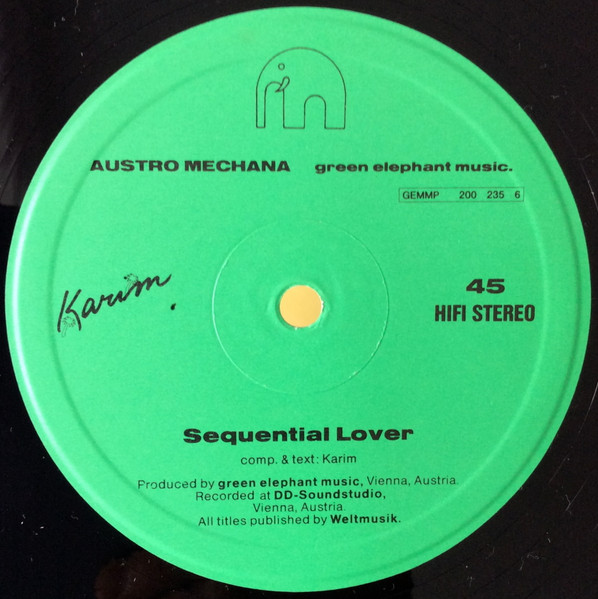 AUSTRO MECHANA green elephant music.
GEMMP 200 235 6
Karim.
45
HIFI STEREO
Sequential Lover
comp. & text: Karim
Produced by green elephant music, Vienna, Austria.
Recorded at DD-Soundstudio,
Vienna, Austria.
All titles published by Weltmusik.